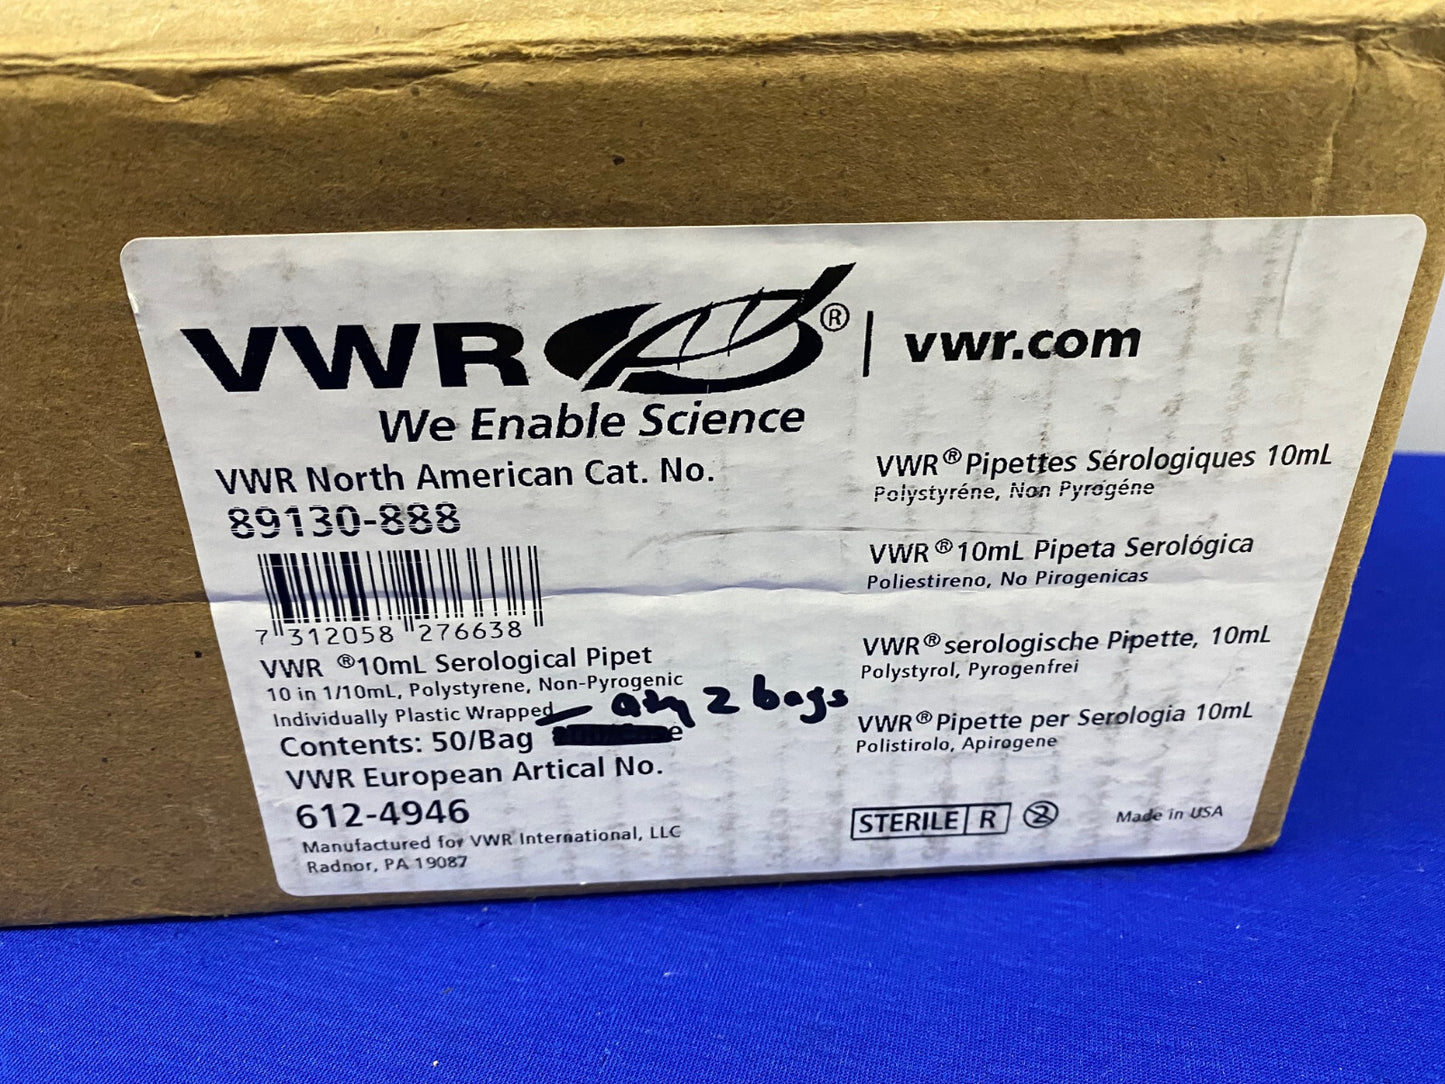 VWR® | vwr.com
We Enable Science
VWR North American Cat. No.
89130-888
7 312058 276638
VWR ®10mL Serological Pipet
10 in 1/10mL, Polystyrene, Non-Pyrogenic
Individually Plastic Wrapped
Qty 2 bags
Contents: 50/Bag
VWR European Artical No.
612-4946
Manufactured for VWR International, LLC
Radnor, PA 19087
VWR® Pipettes Sérologiques 10mL
Polystyréne, Non Pyrogéne
VWR® 10mL Pipeta Serológica
Poliestireno, No Pirogenicas
VWR® serologische Pipette, 10mL
Polystyrol, Pyrogenfrei
VWR® Pipette per Serologia 10mL
Polistirolo, Apirogene
STERILE R 2
Made in USA